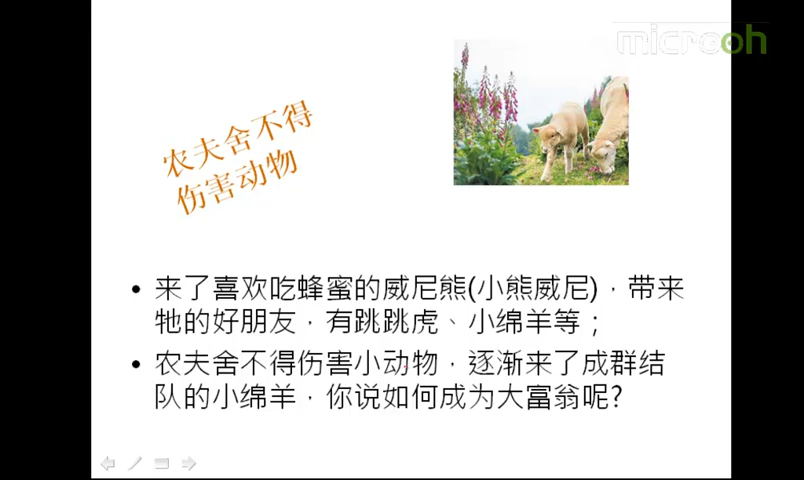 microoh
农夫舍不得
伤害动物
来了喜欢吃蜂蜜的威尼熊(小熊威尼)，带来
牠的好朋友，有跳跳虎、小绵羊等；
农夫舍不得伤害小动物，逐渐来了成群结
队的小绵羊，你说如何成为大富翁呢?